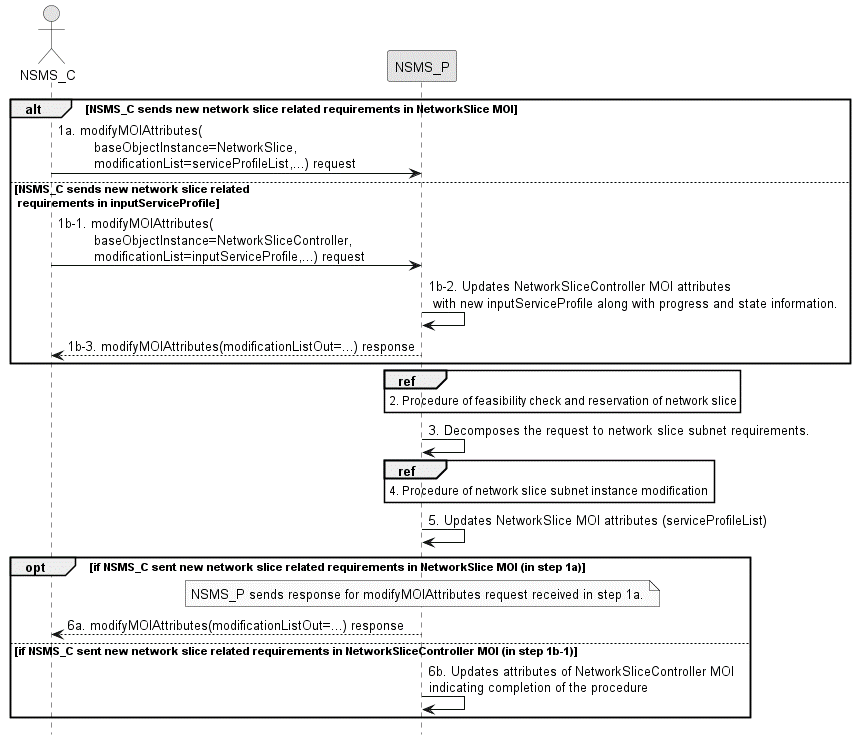 NSMS_C
NSMS_P
alt
[NSMS_C sends new network slice related requirements in NetworkSlice MOI]
1a. modifyMOIAttributes(
baseObjectInstance=NetworkSlice,
modificationList=serviceProfileList,...) request
[NSMS_C sends new network slice related
requirements in inputServiceProfile]
1b-1. modifyMOIAttributes(
baseObjectInstance=NetworkSliceController,
modificationList=inputServiceProfile,...) request
1b-2. Updates NetworkSliceController MOI attributes
with new inputServiceProfile along with progress and state information.
1b-3. modifyMOIAttributes(modificationListOut=...) response
ref
2. Procedure of feasibility check and reservation of network slice
3. Decomposes the request to network slice subnet requirements.
ref
4. Procedure of network slice subnet instance modification
5. Updates NetworkSlice MOI attributes (serviceProfileList)
opt
[if NSMS_C sent new network slice related requirements in NetworkSlice MOI (in step 1a)]
NSMS_P sends response for modifyMOIAttributes request received in step 1a.
6a. modifyMOIAttributes(modificationListOut=...) response
[if NSMS_C sent new network slice related requirements in NetworkSliceController MOI (in step 1b-1)]
6b. Updates attributes of NetworkSliceController MOI
indicating completion of the procedure